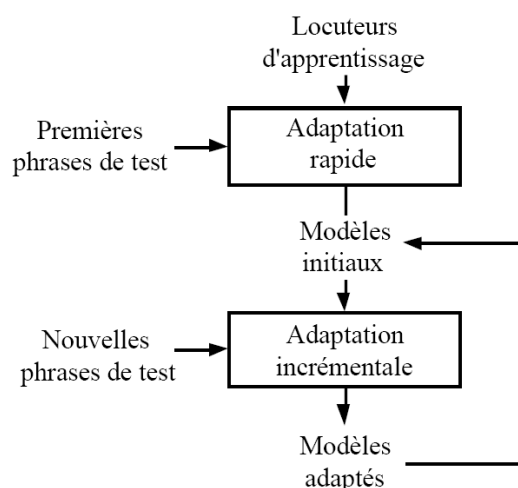 Locuteurs
d'apprentissage
Premières
phrases de test
Adaptation
rapide
Modèles
initiaux
Nouvelles
phrases de test
Adaptation
incrémentale
Modèles
adaptés